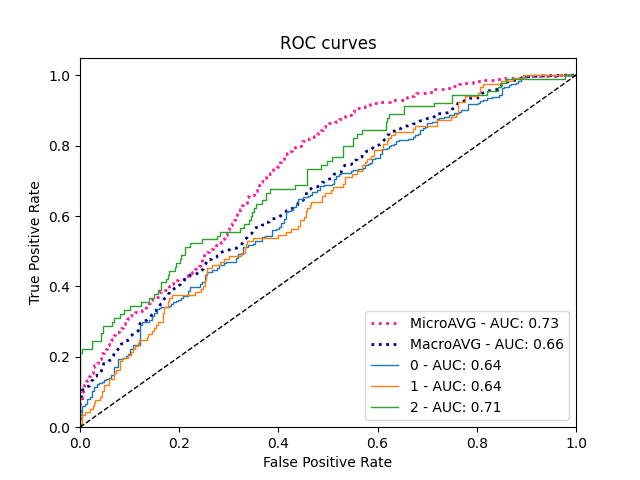 ROC curves
True Positive Rate
1.0
0.8
0.6
0.4
0.2
0.0
MicroAVG - AUC: 0.73
MacroAVG - AUC: 0.66
0 - AUC: 0.64
1 - AUC: 0.64
2 - AUC: 0.71
0.0 0.2 0.4 0.6 0.8 1.0
False Positive Rate